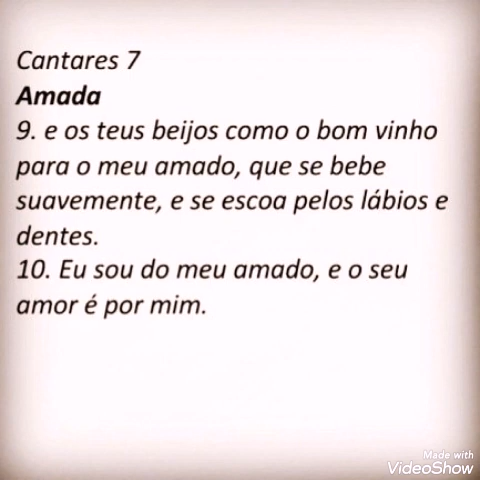 Cantares 7
Amada
9. e os teus beijos como o bom vinho
para o meu amado, que se bebe
suavemente, e se escoa pelos lábios e
dentes.
10. Eu sou do meu amado, e o seu
amor é por mim.
Made with
VideoShow